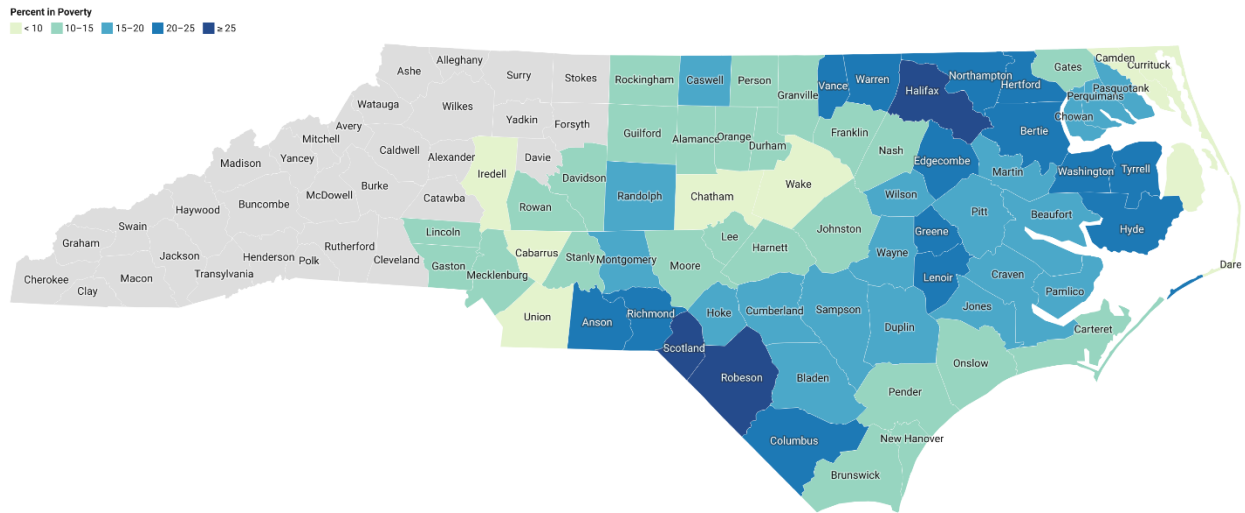 Percent in Poverty
< 10 10–15 15–20 20–25 ≥ 25
Alleghany
Ashe
Surry
Stokes
Rockingham
Caswell
Person
Granville
Vance
Warren
Halifax
Northampton
Hertford
Gates
Camden
Currituck
Pasquotank
Perquimans
Chowan
Bertie
Watauga
Wilkes
Yadkin
Forsyth
Guilford
Alamance
Orange
Durham
Franklin
Nash
Edgecombe
Martin
Washington
Tyrrell
Avery
Mitchell
Yancey
Madison
Caldwell
Alexander
Iredell
Davie
Davidson
Randolph
Chatham
Wake
Wilson
Pitt
Beaufort
Hyde
Dare
Haywood
Buncombe
McDowell
Burke
Catawba
Rowan
Swain
Graham
Jackson
Henderson
Polk
Rutherford
Cleveland
Lincoln
Gaston
Mecklenburg
Cabarrus
Stanly
Montgomery
Moore
Lee
Harnett
Johnston
Wayne
Greene
Lenoir
Craven
Pamlico
Jones
Carteret
Cherokee
Clay
Macon
Transylvania
Union
Anson
Richmond
Scotland
Hoke
Cumberland
Sampson
Duplin
Onslow
Robeson
Bladen
Pender
Columbus
New Hanover
Brunswick